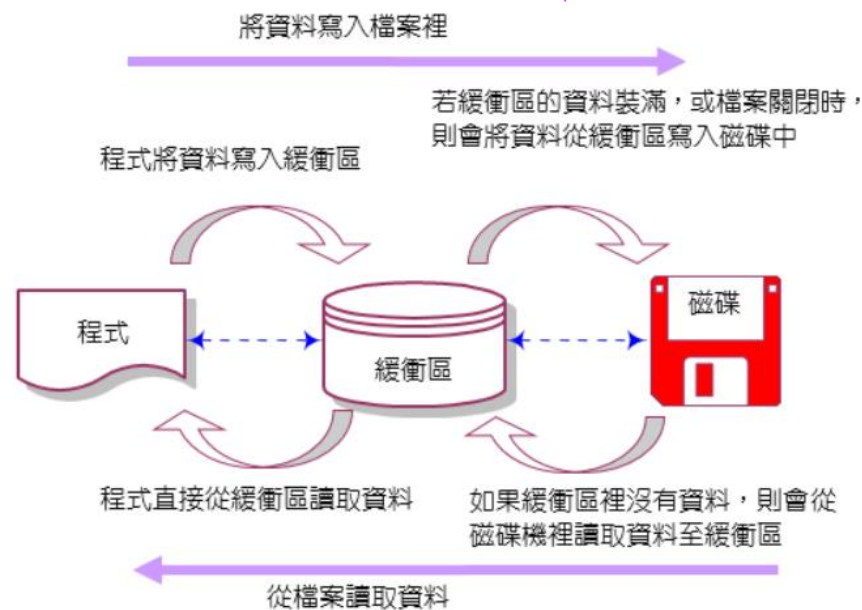 將資料寫入檔案裡
若緩衝區的資料裝滿，或檔案關閉時，
則會將資料從緩衝區寫入磁碟中
程式將資料寫入緩衝區
程式
緩衝區
磁碟
程式直接從緩衝區讀取資料
如果緩衝區裡沒有資料，則會從
磁碟機裡讀取資料至緩衝區
從檔案讀取資料